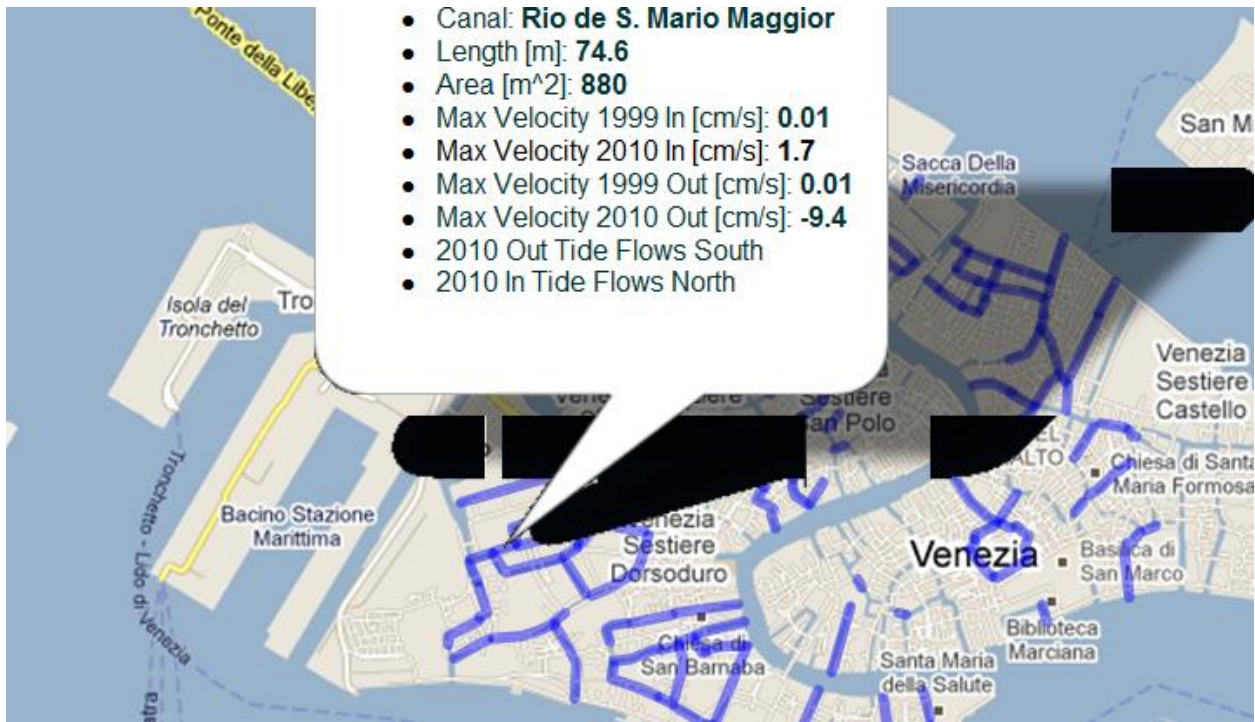 Canal: Rio de S. Mario Maggior
Length [m]: 74.6
Area [m^2]: 880
Max Velocity 1999 In [cm/s]: 0.01
Max Velocity 2010 In [cm/s]: 1.7
Max Velocity 1999 Out [cm/s]: 0.01
Max Velocity 2010 Out [cm/s]: -9.4
2010 Out Tide Flows South
2010 In Tide Flows North
Ponte della Libe
San M
Sacca Della
Misericordia
Isola del
Tronchetto
Tro
Venezia
Sestiere
Castello
Sestiere
San Polo
ALTO
Chiesa di Santa
Maria Formosa
Tronchetto - Lido di Venezia
Bacino Stazione
Marittima
Venezia
Sestiere
Dorsoduro
Venezia
Basilica di
San Marco
Chiesa di
San Barnaba
Biblioteca
Marciana
Santa Maria
della Salute
atra